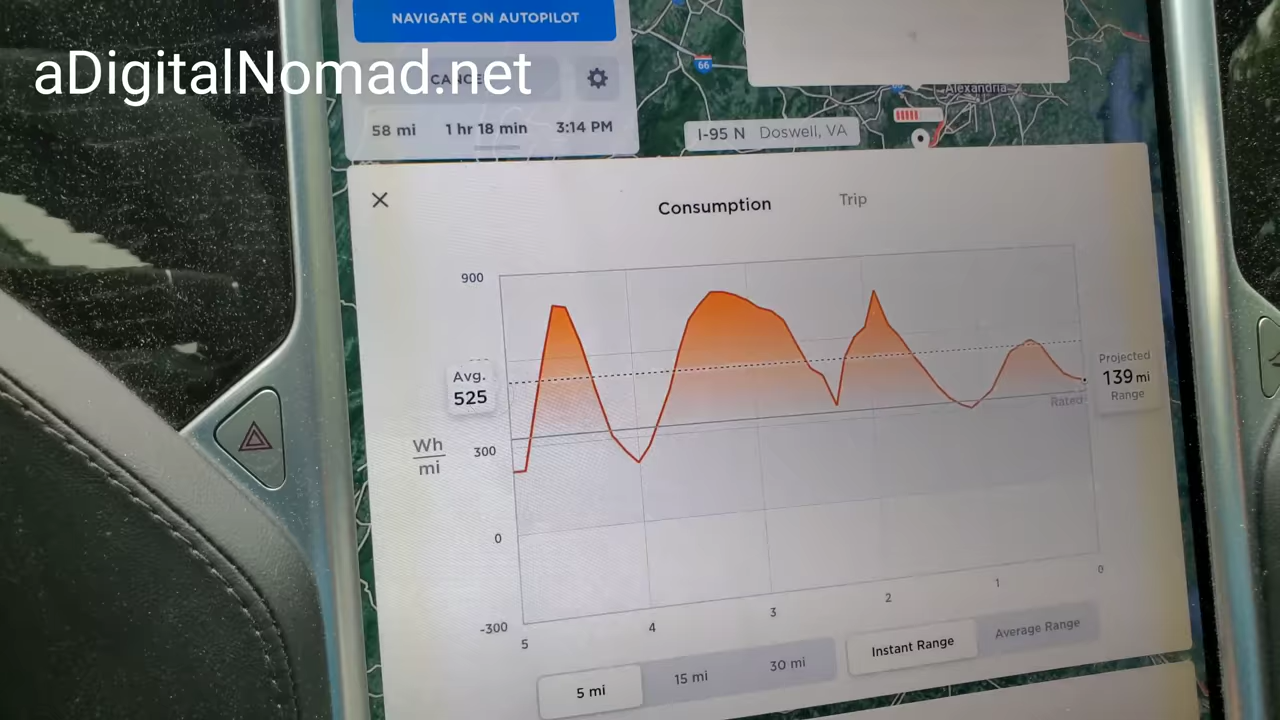 NAVIGATE ON AUTOPILOT
aDigitalNomad.net
66
Alexandria
58 mi 1 hr 18 min 3:14 PM
I-95 N Doswell, VA
Consumption Trip
900
Avg.
525
Projected
139 mi
Range
Rated
Wh
mi
300
0
-300
5 4 3 2 1 0
5 mi 15 mi 30 mi
Instant Range Average Range